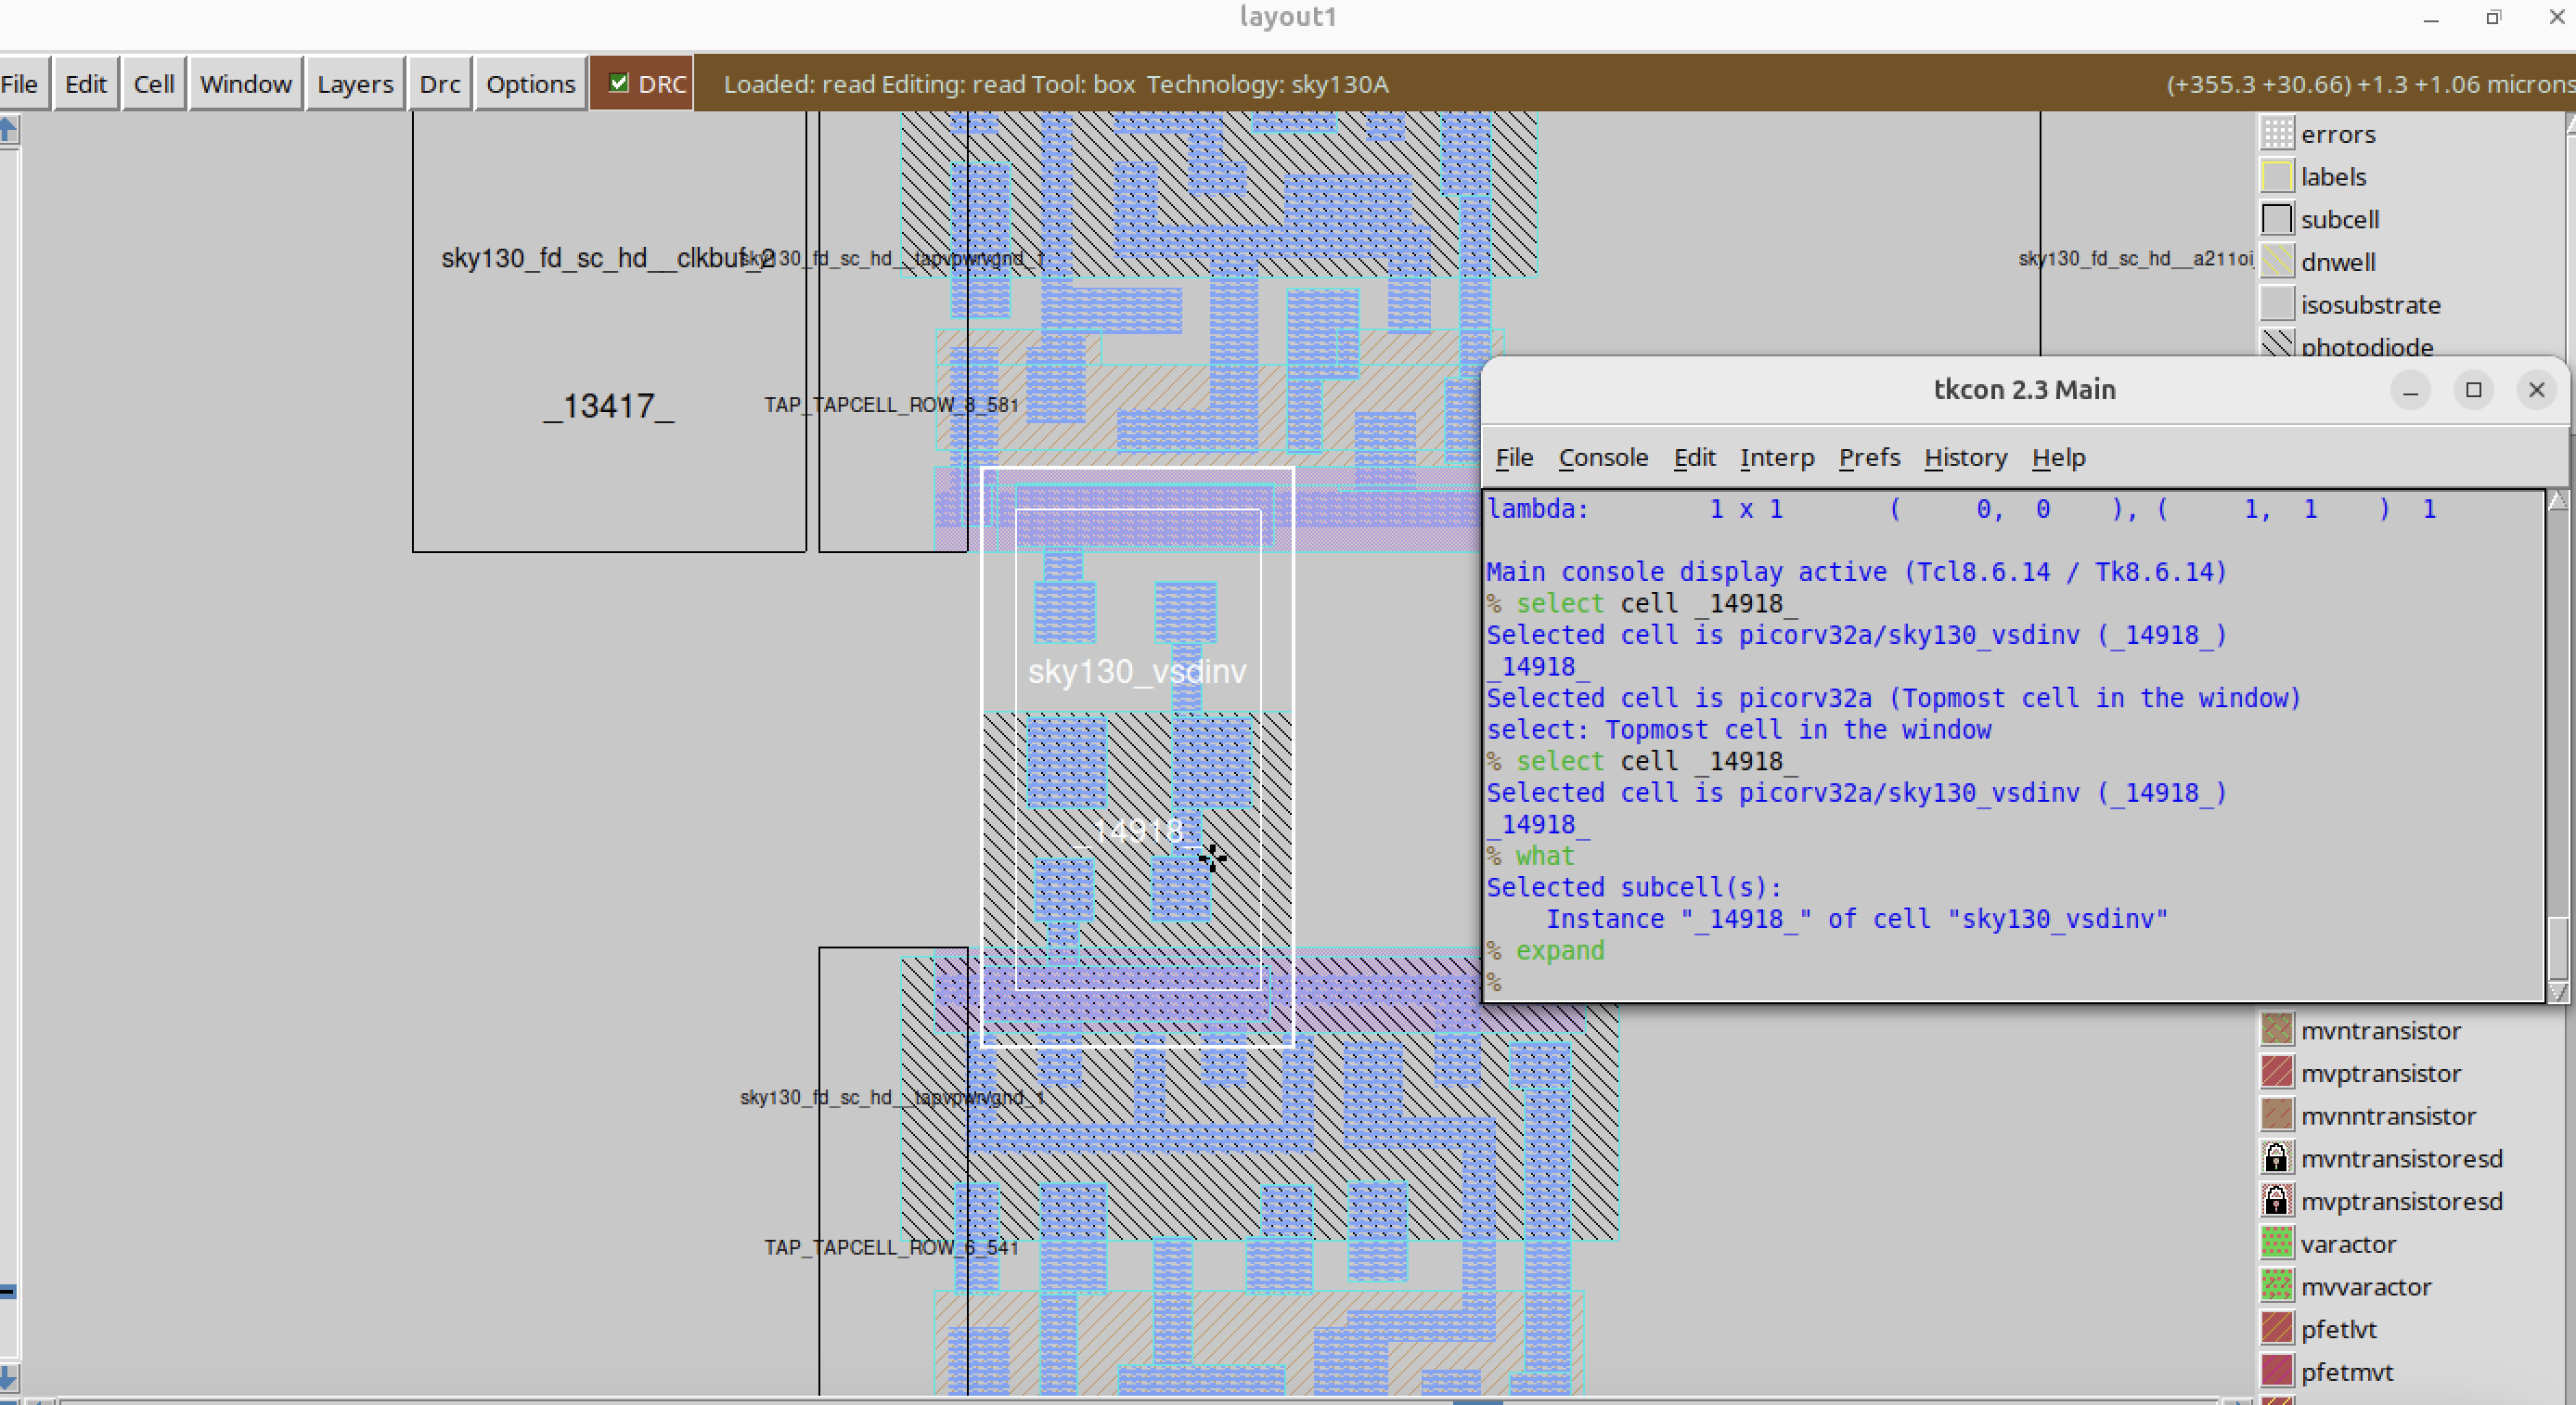 layout1
File Edit Cell Window Layers Drc Options DRC Loaded: read Editing: read Tool: box Technology: sky130A (+355.3 +30.66) +1.3 +1.06 microns
errors
labels
subcell
dnwell
isosubstrate
photodiode
sky130_fd_sc_hd__clkbuf_2
sky130_fd_sc_hd__tapvpwrvgnd_1
sky130_fd_sc_hd__a211oi_
_13417_
TAP_TAPCELL_ROW_8_581
sky130_vsdinv
_14918_
sky130_fd_sc_hd__tapvpwrvgnd_1
TAP_TAPCELL_ROW_6_541
tkcon 2.3 Main
File Console Edit Interp Prefs History Help
lambda: 1 x 1 ( 0, 0 ), ( 1, 1 ) 1
Main console display active (Tcl8.6.14 / Tk8.6.14)
% select cell _14918_
Selected cell is picorv32a/sky130_vsdinv (_14918_)
_14918_
Selected cell is picorv32a (Topmost cell in the window)
select: Topmost cell in the window
% select cell _14918_
Selected cell is picorv32a/sky130_vsdinv (_14918_)
_14918_
% what
Selected subcell(s):
Instance "_14918_" of cell "sky130_vsdinv"
% expand
%
mvntransistor
mvptransistor
mvnntransistor
mvntransistoresd
mvptransistoresd
varactor
mvvaractor
pfetlvt
pfetmvt